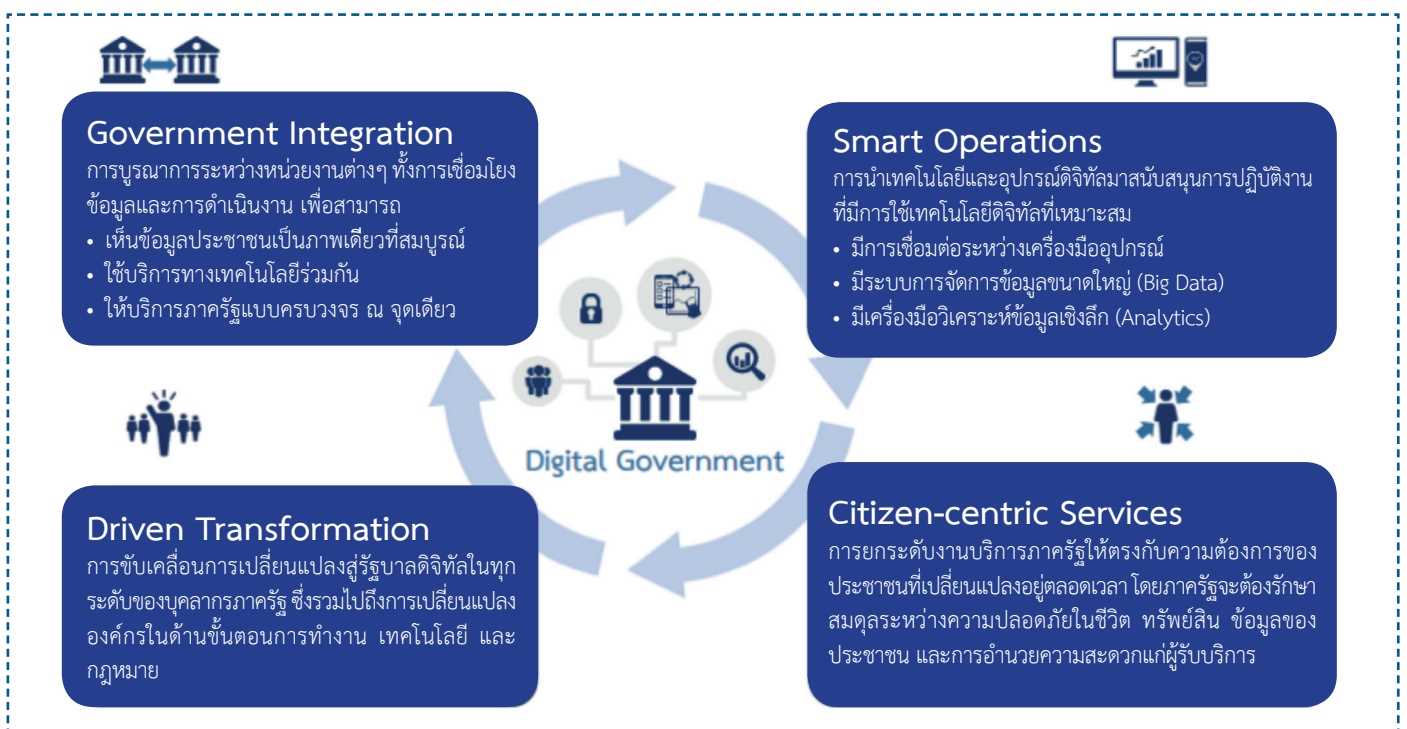 Government Integration
การบูรณาการระหว่างหน่วยงานต่างๆ ทั้งการเชื่อมโยง
ข้อมูลและการดำเนินงาน เพื่อสามารถ
• เห็นข้อมูลประชาชนเป็นภาพเดียวที่สมบูรณ์
• ใช้บริการทางเทคโนโลยีร่วมกัน
• ให้บริการภาครัฐแบบครบวงจร ณ จุดเดียว
Smart Operations
การนำเทคโนโลยีและอุปกรณ์ดิจิทัลมาสนับสนุนการปฏิบัติงาน
ที่มีการใช้เทคโนโลยีดิจิทัลที่เหมาะสม
• มีการเชื่อมต่อระหว่างเครื่องมืออุปกรณ์
• มีระบบการจัดการข้อมูลขนาดใหญ่ (Big Data)
• มีเครื่องมือวิเคราะห์ข้อมูลเชิงลึก (Analytics)
Digital Government
Driven Transformation
การขับเคลื่อนการเปลี่ยนแปลงสู่รัฐบาลดิจิทัลในทุก
ระดับของบุคลากรภาครัฐ ซึ่งรวมไปถึงการเปลี่ยนแปลง
องค์กรในด้านขั้นตอนการทำงาน เทคโนโลยี และ
กฎหมาย
Citizen-centric Services
การยกระดับงานบริการภาครัฐให้ตรงกับความต้องการของ
ประชาชนที่เปลี่ยนแปลงอยู่ตลอดเวลา โดยภาครัฐจะต้องรักษา
สมดุลระหว่างความปลอดภัยในชีวิต ทรัพย์สิน ข้อมูลของ
ประชาชน และการอำนวยความสะดวกแก่ผู้รับบริการ